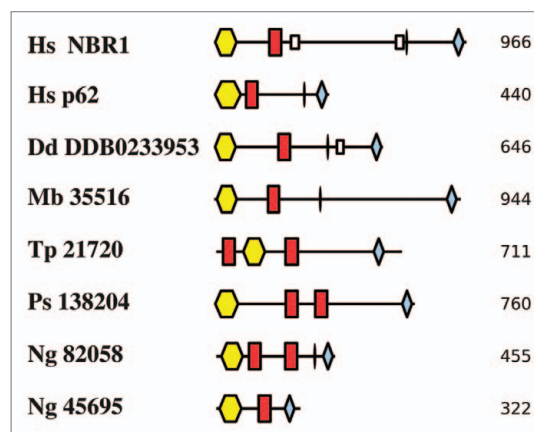 Hs NBR1 966
Hs p62 440
Dd DDB0233953 646
Mb 35516 944
Tp 21720 711
Ps 138204 760
Ng 82058 455
Ng 45695 322